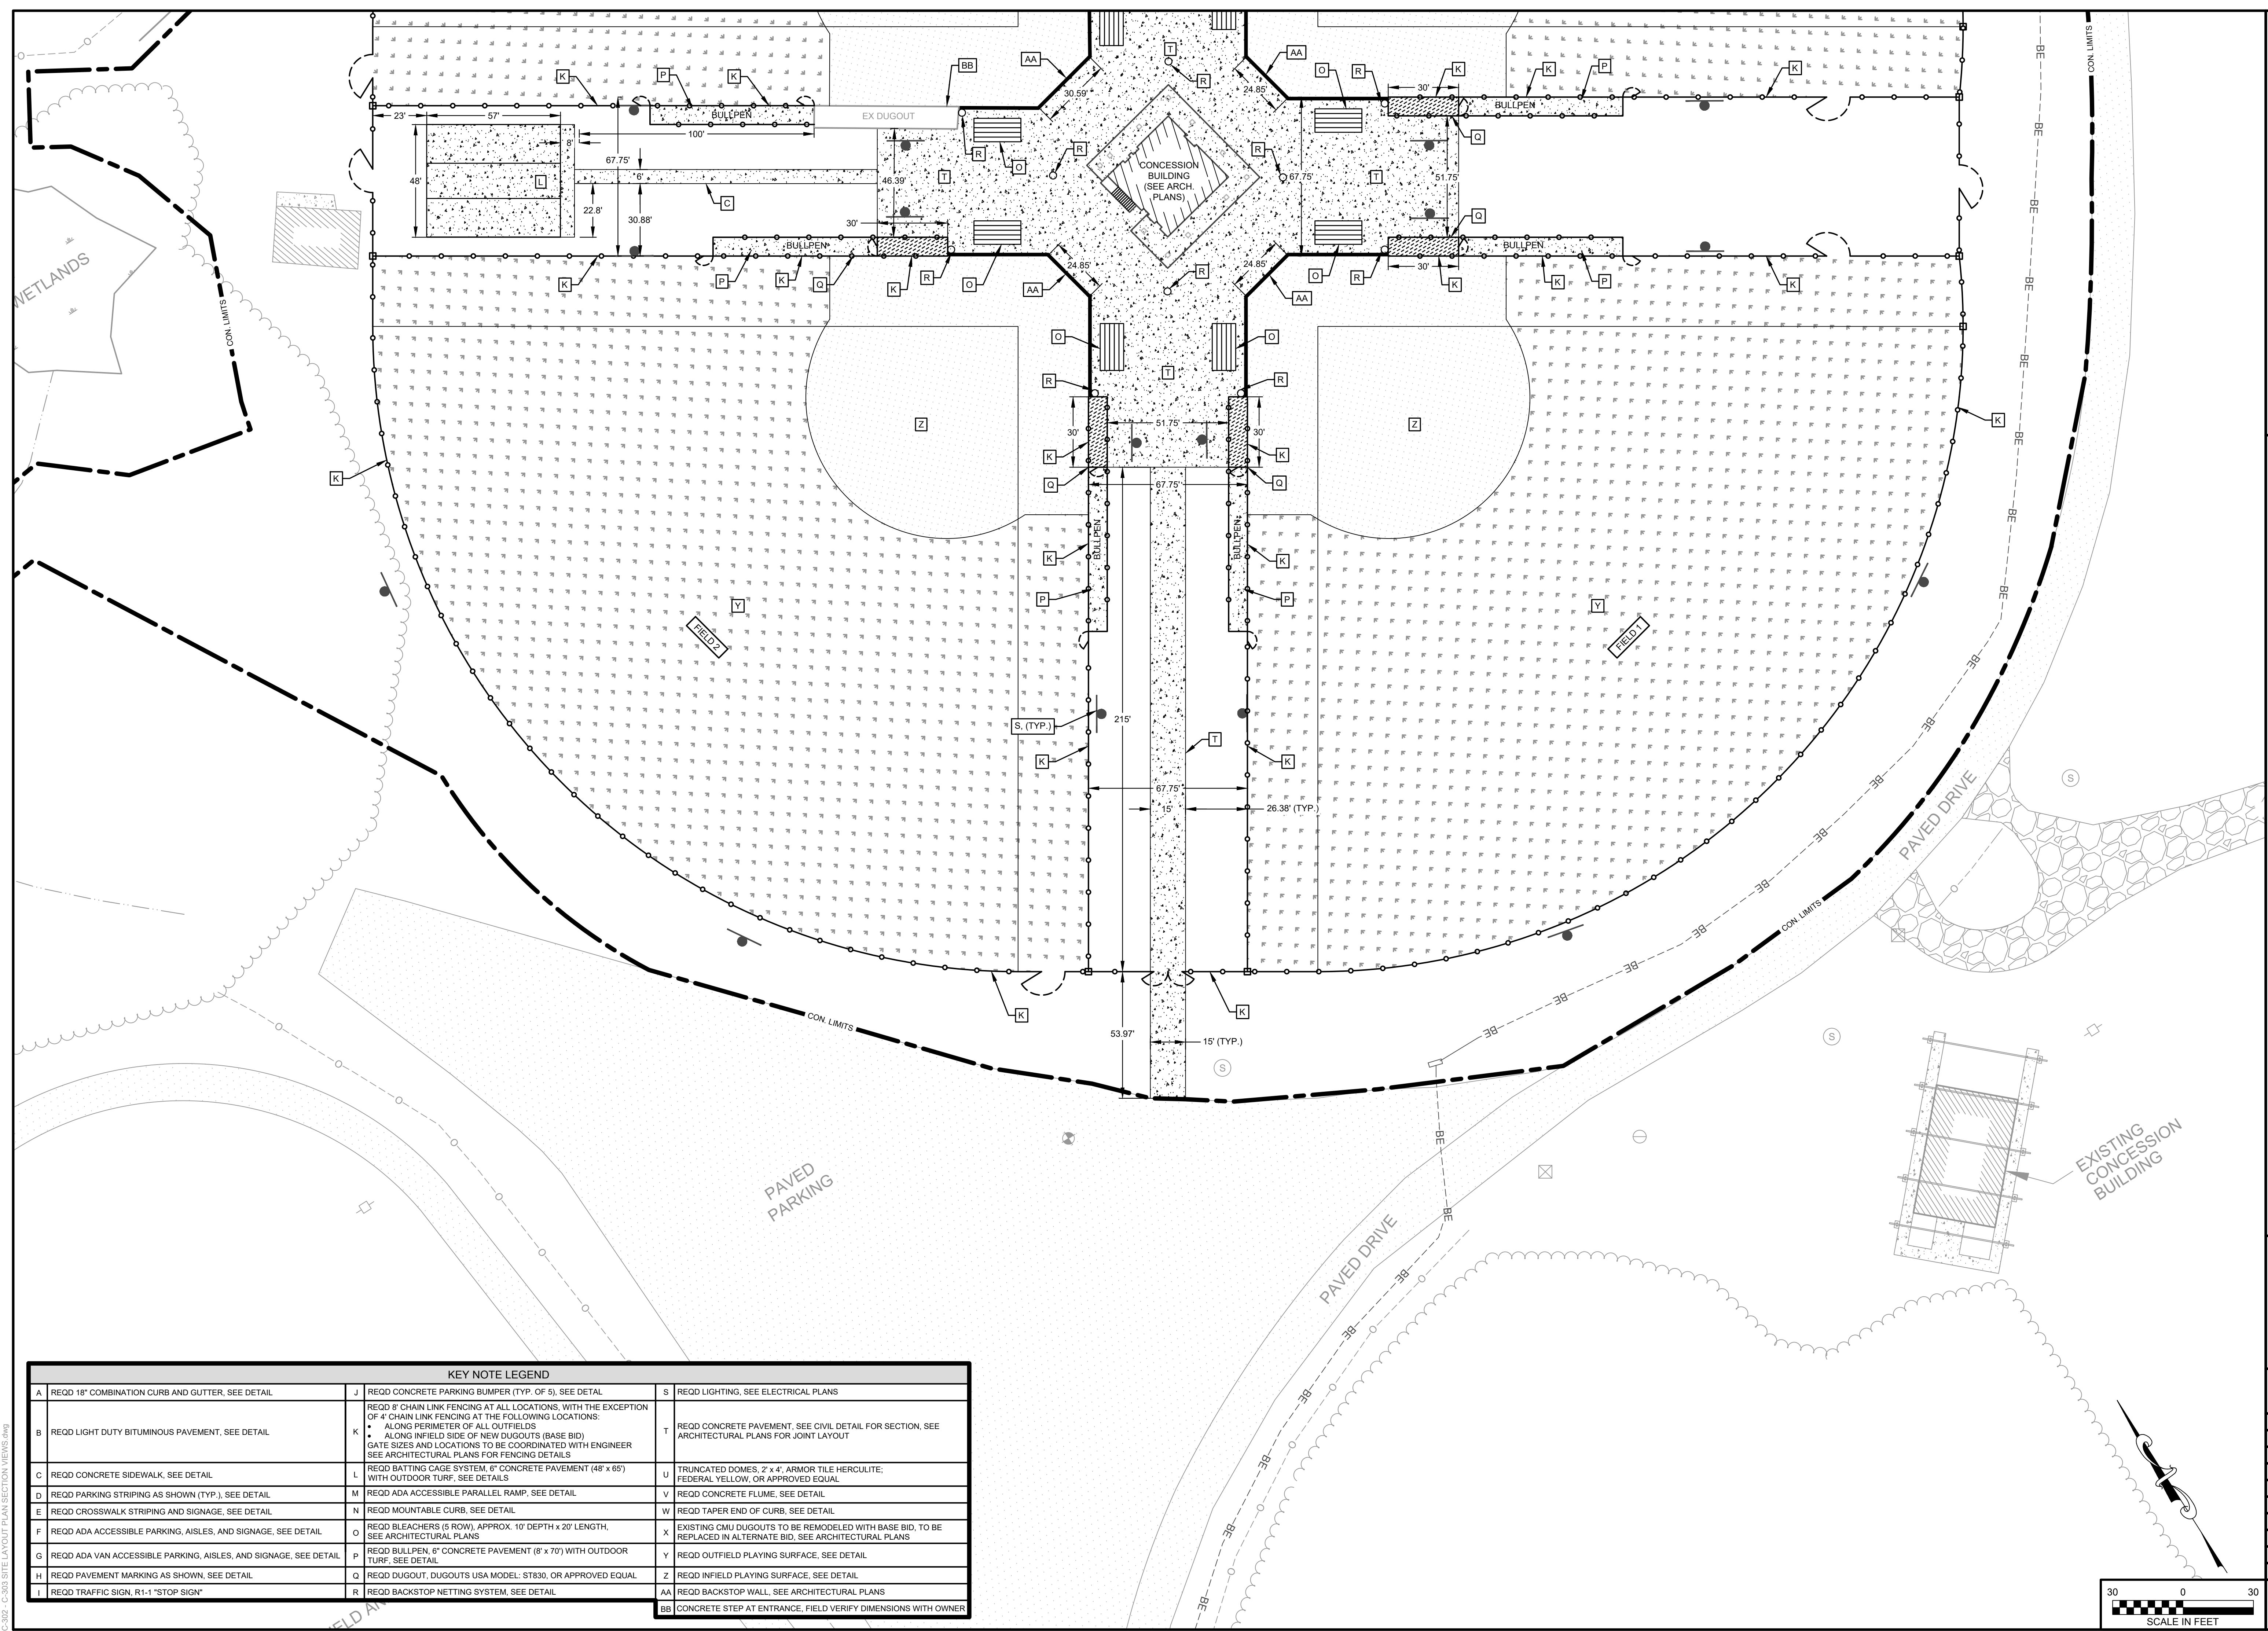 CON. LIMITS
BE
BB
AA
T
AA
K
P
K
R
O
R
K
K
P
K
30.59'
24.85'
30'
BULLPEN
EX DUGOUT
BULLPEN
23'
57'
100'
8'
67.75'
6'
46.39'
48'
L
22.8'
30.88'
C
T
O
R
R
R
CONCESSION
BUILDING
(SEE ARCH.
PLANS)
67.75'
T
51.75'
Q
Q
30'
BULLPEN
BULLPEN
24.85'
24.85'
30'
K
P
K
Q
K
R
O
AA
R
AA
O
R
K
K
P
K
WETLANDS
CON. LIMITS
BE
O
O
T
R
R
Z
Z
30'
51.75'
30'
K
K
K
K
Q
67.75'
Q
BULLPEN
BULLPEN
K
K
P
P
Y
Y
FIELD 2
FIELD 1
S, (TYP.)
215'
T
K
K
67.75'
15'
26.38' (TYP.)
S
PAVED DRIVE
CON. LIMITS
K
K
CON. LIMITS
53.97'
15' (TYP.)
S
S
BE
PAVED
PARKING
PAVED DRIVE
EXISTING
CONCESSION
BUILDING
KEY NOTE LEGEND
A REQD 18" COMBINATION CURB AND GUTTER, SEE DETAIL
B REQD LIGHT DUTY BITUMINOUS PAVEMENT, SEE DETAIL
C REQD CONCRETE SIDEWALK, SEE DETAIL
D REQD PARKING STRIPING AS SHOWN (TYP.), SEE DETAIL
E REQD CROSSWALK STRIPING AND SIGNAGE, SEE DETAIL
F REQD ADA ACCESSIBLE PARKING, AISLES, AND SIGNAGE, SEE DETAIL
G REQD ADA VAN ACCESSIBLE PARKING, AISLES, AND SIGNAGE, SEE DETAIL
H REQD PAVEMENT MARKING AS SHOWN, SEE DETAIL
I REQD TRAFFIC SIGN, R1-1 "STOP SIGN"
J REQD CONCRETE PARKING BUMPER (TYP. OF 5), SEE DETAL
K REQD 8' CHAIN LINK FENCING AT ALL LOCATIONS, WITH THE EXCEPTION
OF 4' CHAIN LINK FENCING AT THE FOLLOWING LOCATIONS:
• ALONG PERIMETER OF ALL OUTFIELDS
• ALONG INFIELD SIDE OF NEW DUGOUTS (BASE BID)
GATE SIZES AND LOCATIONS TO BE COORDINATED WITH ENGINEER
SEE ARCHITECTURAL PLANS FOR FENCING DETAILS
L REQD BATTING CAGE SYSTEM, 6" CONCRETE PAVEMENT (48' x 65')
WITH OUTDOOR TURF, SEE DETAILS
M REQD ADA ACCESSIBLE PARALLEL RAMP, SEE DETAIL
N REQD MOUNTABLE CURB, SEE DETAIL
O REQD BLEACHERS (5 ROW), APPROX. 10' DEPTH x 20' LENGTH,
SEE ARCHITECTURAL PLANS
P REQD BULLPEN, 6" CONCRETE PAVEMENT (8' x 70') WITH OUTDOOR
TURF, SEE DETAIL
Q REQD DUGOUT, DUGOUTS USA MODEL: ST830, OR APPROVED EQUAL
R REQD BACKSTOP NETTING SYSTEM, SEE DETAIL
S REQD LIGHTING, SEE ELECTRICAL PLANS
T REQD CONCRETE PAVEMENT, SEE CIVIL DETAIL FOR SECTION, SEE
ARCHITECTURAL PLANS FOR JOINT LAYOUT
U TRUNCATED DOMES, 2' x 4', ARMOR TILE HERCULITE;
FEDERAL YELLOW, OR APPROVED EQUAL
V REQD CONCRETE FLUME, SEE DETAIL
W REQD TAPER END OF CURB, SEE DETAIL
X EXISTING CMU DUGOUTS TO BE REMODELED WITH BASE BID, TO BE
REPLACED IN ALTERNATE BID, SEE ARCHITECTURAL PLANS
Y REQD OUTFIELD PLAYING SURFACE, SEE DETAIL
Z REQD INFIELD PLAYING SURFACE, SEE DETAIL
AA REQD BACKSTOP WALL, SEE ARCHITECTURAL PLANS
BB CONCRETE STEP AT ENTRANCE, FIELD VERIFY DIMENSIONS WITH OWNER
30 0 30
SCALE IN FEET
C-302 - C-303 SITE LAYOUT PLAN SECTION VIEWS.dwg